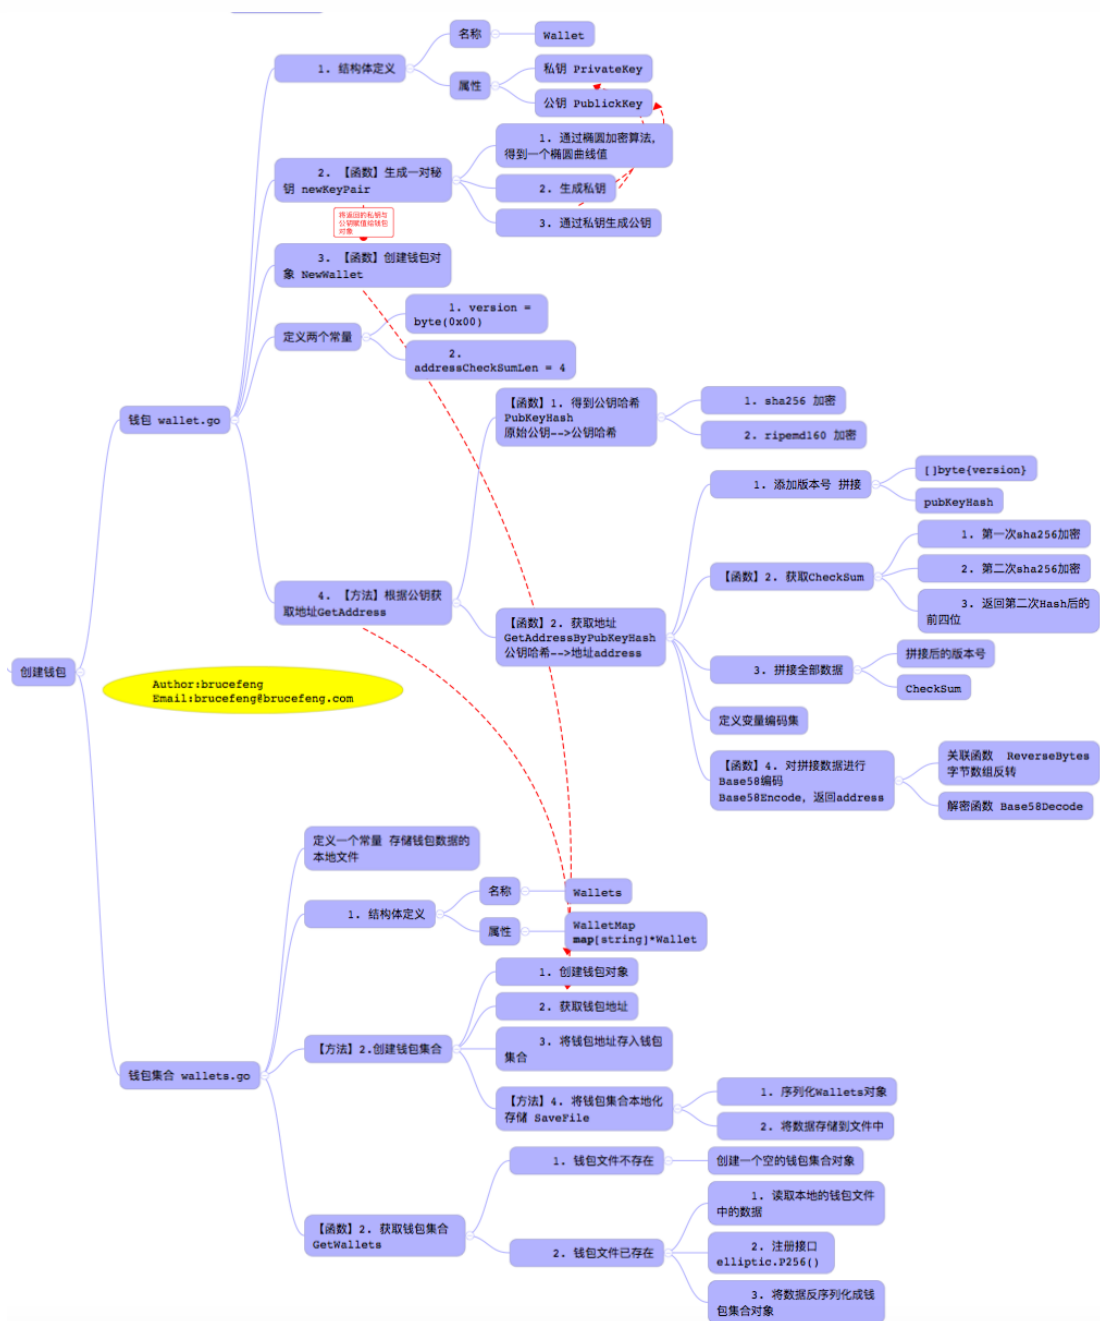 名称
Wallet
1. 结构体定义
属性
私钥 PrivateKey
公钥 PublickKey
1. 通过椭圆加密算法,
得到一个椭圆曲线值
2. 【函数】生成一对秘
钥 newKeyPair
2. 生成私钥
3. 通过私钥生成公钥
将返回的私钥与
公钥赋值给钱包
对象
3. 【函数】创建钱包对
象 NewWallet
定义两个常量
1. version =
byte(0x00)
2.
addressCheckSumLen = 4
钱包 wallet.go
【函数】1. 得到公钥哈希
PubKeyHash
原始公钥-->公钥哈希
1. sha256 加密
2. ripemd160 加密
4. 【方法】根据公钥获
取地址GetAddress
【函数】2. 获取地址
GetAddressByPubKeyHash
公钥哈希-->地址address
1. 添加版本号 拼接
[]byte{version}
pubKeyHash
【函数】2. 获取CheckSum
1. 第一次sha256加密
2. 第二次sha256加密
3. 返回第二次Hash后的
前四位
3. 拼接全部数据
拼接后的版本号
CheckSum
定义变量编码集
【函数】4. 对拼接数据进行
Base58编码
Base58Encode, 返回address
关联函数 ReverseBytes
字节数组反转
解密函数 Base58Decode
创建钱包
Author:brucefeng
Email:brucefeng@brucefeng.com
定义一个常量 存储钱包数据的
本地文件
1. 结构体定义
名称
Wallets
属性
WalletMap
map[string]*Wallet
钱包集合 wallets.go
【方法】2.创建钱包集合
1. 创建钱包对象
2. 获取钱包地址
3. 将钱包地址存入钱包
集合
【方法】4. 将钱包集合本地化
存储 SaveFile
1. 序列化Wallets对象
2. 将数据存储到文件中
【函数】2. 获取钱包集合
GetWallets
1. 钱包文件不存在
创建一个空的钱包集合对象
2. 钱包文件已存在
1. 读取本地的钱包文件
中的数据
2. 注册接口
elliptic.P256()
3. 将数据反序列化成钱
包集合对象